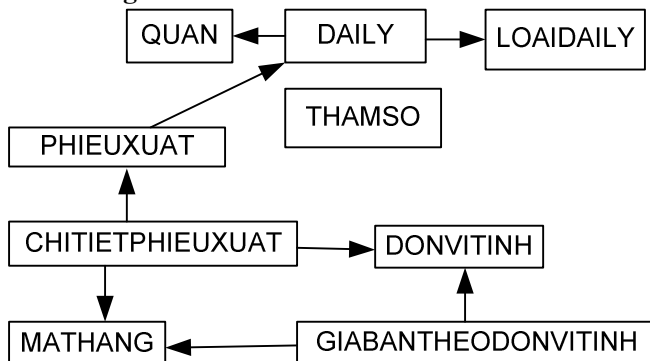 QUAN
DAILY
LOAIDAILY
THAMSO
PHIEUXUAT
CHITIETPHIEUXUAT
DONVITINH
MATHANG
GIABANTHEODONVITINH